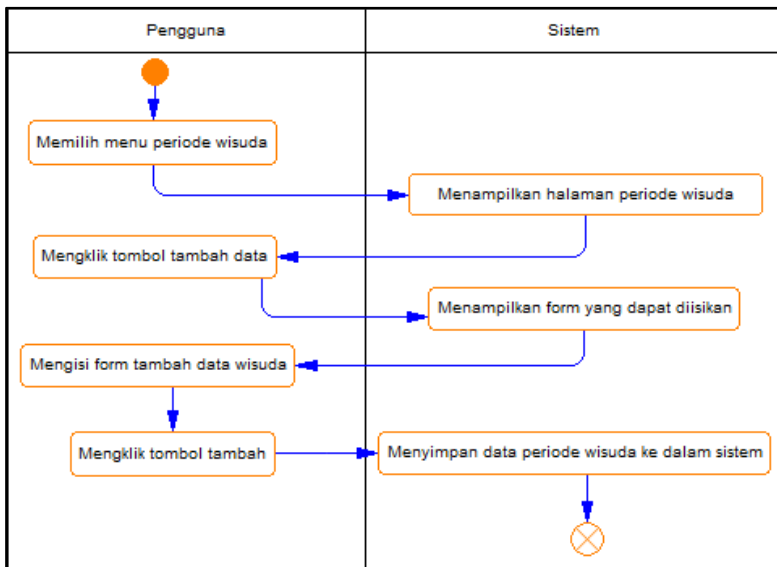 Pengguna
Sistem
Memilih menu periode wisuda
Menampilkan halaman periode wisuda
Mengklik tombol tambah data
Menampilkan form yang dapat diisikan
Mengisi form tambah data wisuda
Mengklik tombol tambah
Menyimpan data periode wisuda ke dalam sistem